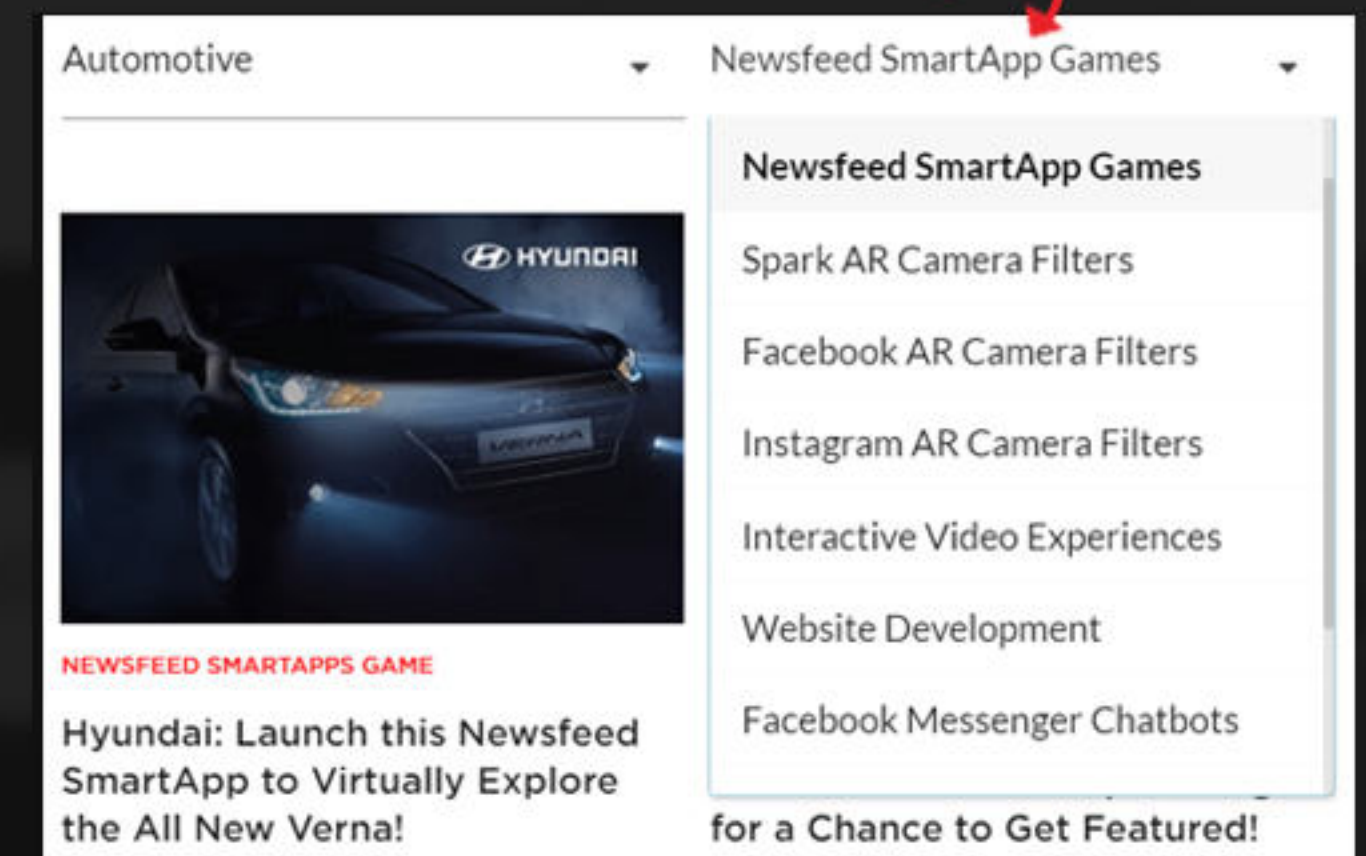 Automotive
Newsfeed SmartApp Games
Newsfeed SmartApp Games
Spark AR Camera Filters
Facebook AR Camera Filters
Instagram AR Camera Filters
Interactive Video Experiences
Website Development
Facebook Messenger Chatbots
HYUNDAI
VERNA
NEWSFEED SMARTAPPS GAME
Hyundai: Launch this Newsfeed
SmartApp to Virtually Explore
the All New Verna!
for a Chance to Get Featured!